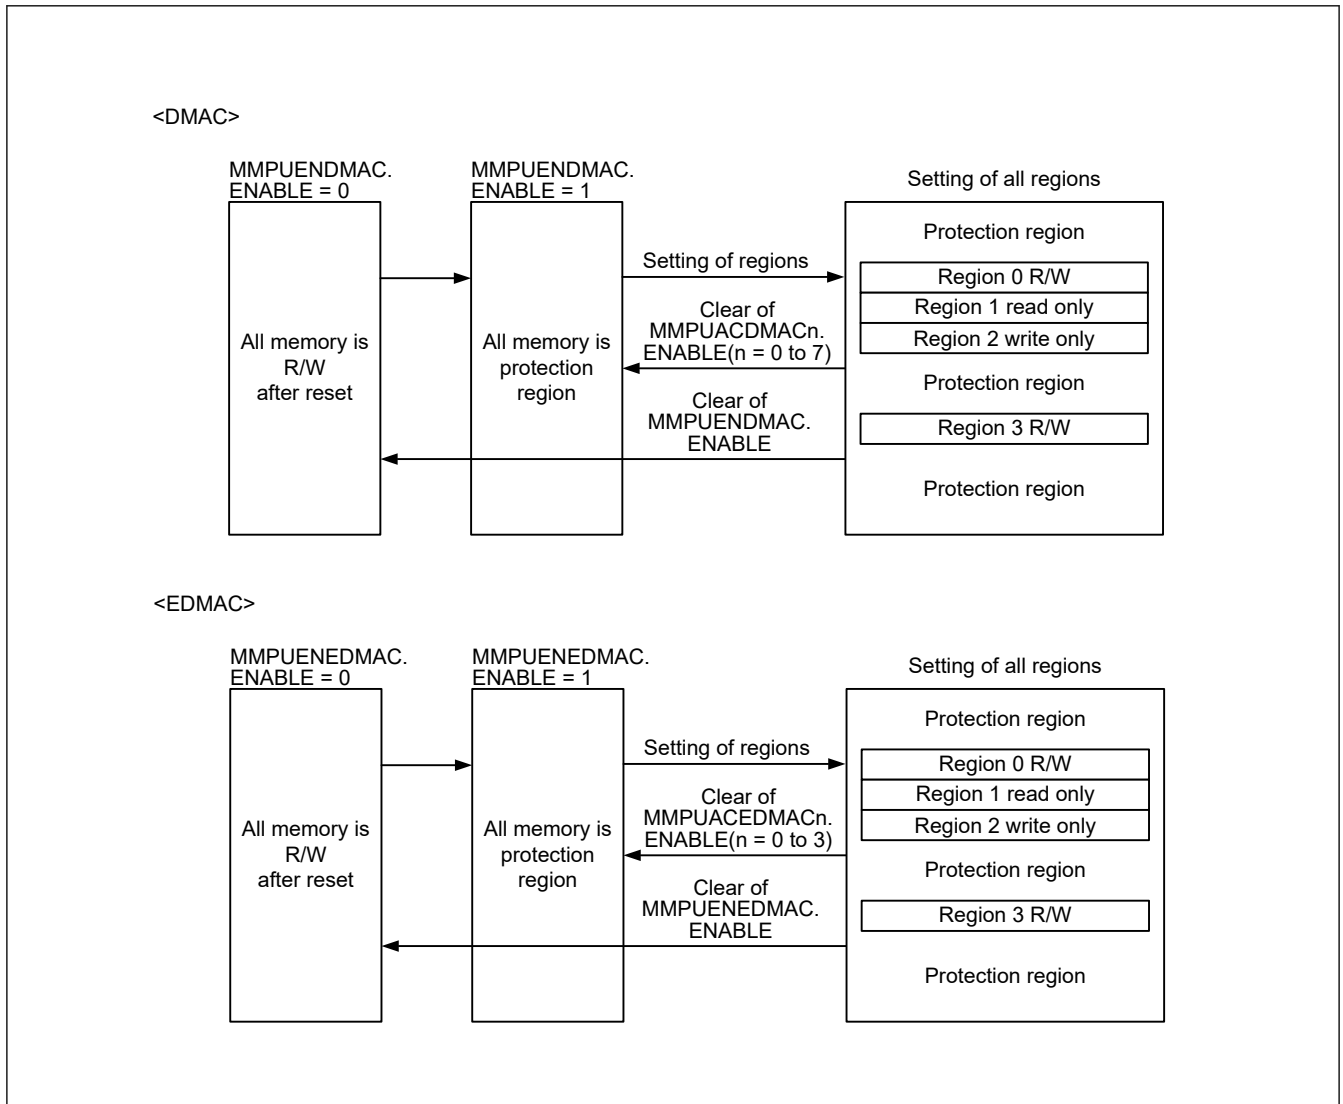 <DMAC>
MMPUENDMAC.
ENABLE = 0
MMPUENDMAC.
ENABLE = 1
Setting of all regions
All memory is
R/W
after reset
All memory is
protection
region
Setting of regions
Clear of
MMPUACDMACn.
ENABLE(n = 0 to 7)
Clear of
MMPUENDMAC.
ENABLE
Protection region
Region 0 R/W
Region 1 read only
Region 2 write only
Protection region
Region 3 R/W
Protection region
<EDMAC>
MMPUENEDMAC.
ENABLE = 0
MMPUENEDMAC.
ENABLE = 1
Setting of all regions
All memory is
R/W
after reset
All memory is
protection
region
Setting of regions
Clear of
MMPUACEDMACn.
ENABLE(n = 0 to 3)
Clear of
MMPUENEDMAC.
ENABLE
Protection region
Region 0 R/W
Region 1 read only
Region 2 write only
Protection region
Region 3 R/W
Protection region